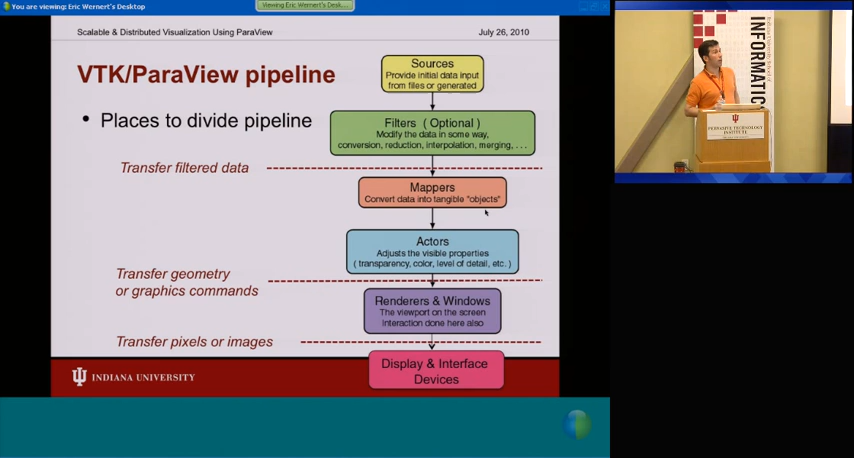 You are viewing: Eric Wernert's Desktop
Viewing Eric Wernert's Desk...
Scalable & Distributed Visualization Using ParaView
July 26, 2010
VTK/ParaView pipeline
• Places to divide pipeline
Sources
Provide initial data input
from files or generated
Filters ( Optional )
Modify the data in some way,
conversion, reduction, interpolation, merging, . . .
Transfer filtered data
Mappers
Convert data into tangible "objects"
Actors
Adjusts the visible properties
( transparency, color, level of detail, etc. )
Transfer geometry
or graphics commands
Renderers & Windows
The viewport on the screen
interaction done here also
Transfer pixels or images
Display & Interface
Devices
INDIANA UNIVERSITY
INFORMATIC
PERVASIVE TECHNOLOGY
INSTITUTE